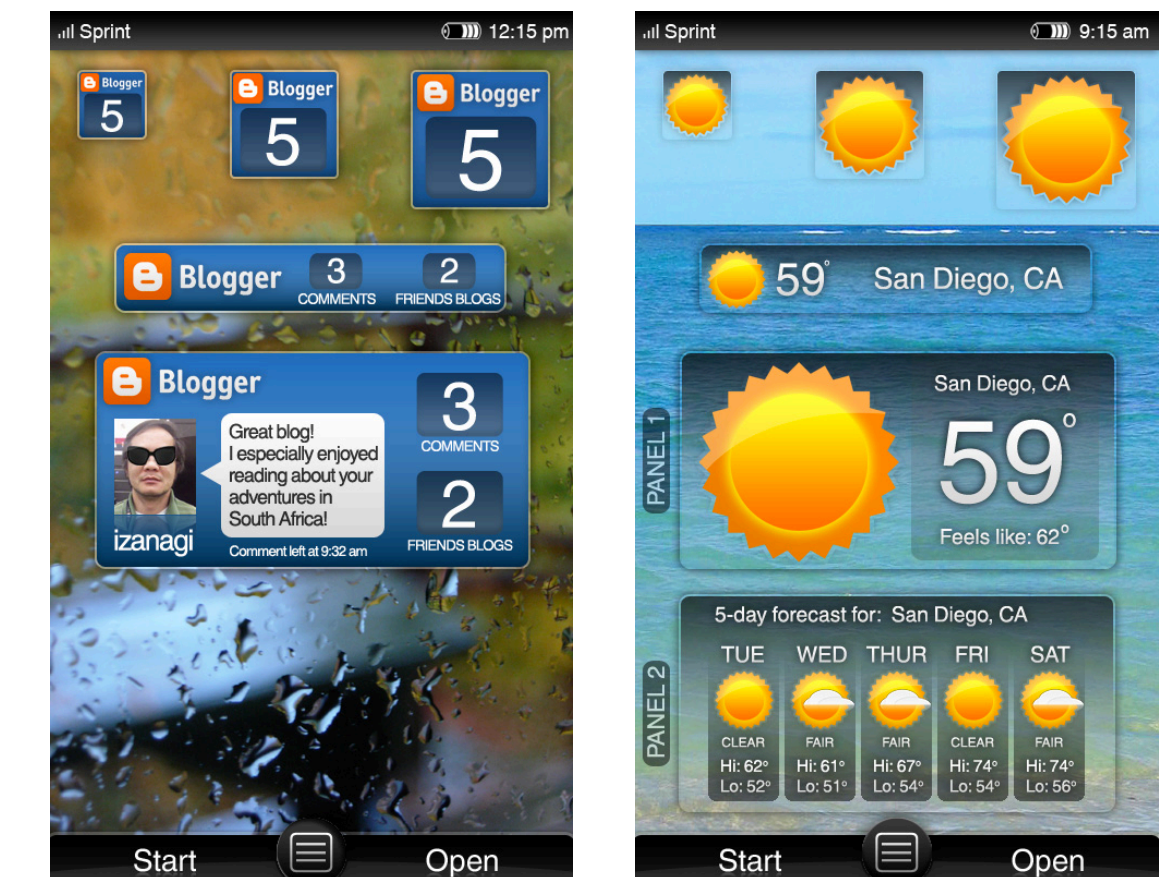 Sprint
12:15 pm
Blogger
5
Blogger
5
Blogger
5
Blogger
3
COMMENTS
2
FRIENDS BLOGS
Blogger
Great blog!
I especially enjoyed
reading about your
adventures in
South Africa!
izanagi
Comment left at 9:32 am
3
COMMENTS
2
FRIENDS BLOGS
Start
Open
Sprint
9:15 am
59°
San Diego, CA
PANEL 1
San Diego, CA
59°
Feels like: 62°
PANEL 2
5-day forecast for: San Diego, CA
TUE WED THUR FRI SAT
CLEAR FAIR FAIR CLEAR FAIR
Hi: 62° Hi: 61° Hi: 67° Hi: 74° Hi: 74°
Lo: 52° Lo: 51° Lo: 54° Lo: 54° Lo: 56°
Start
Open